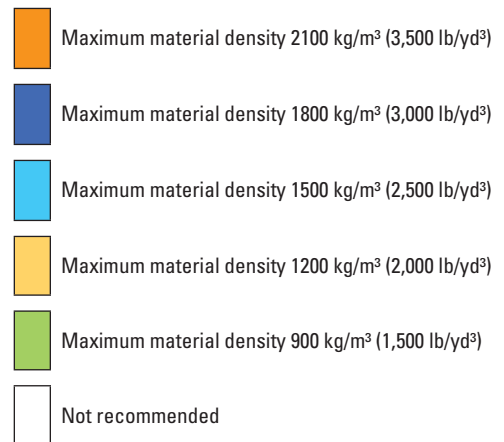 Maximum material density 2100 kg/m³ (3,500 lb/yd³)
Maximum material density 1800 kg/m³ (3,000 lb/yd³)
Maximum material density 1500 kg/m³ (2,500 lb/yd³)
Maximum material density 1200 kg/m³ (2,000 lb/yd³)
Maximum material density 900 kg/m³ (1,500 lb/yd³)
Not recommended